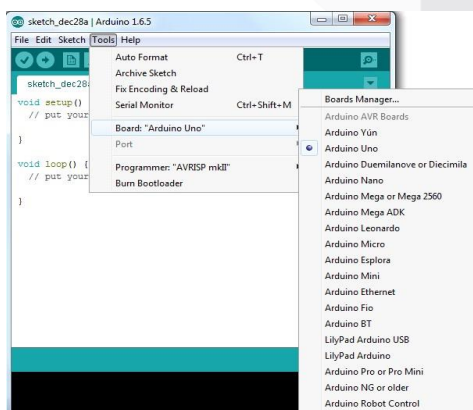 sketch_dec28a | Arduino 1.6.5
File Edit Sketch Tools Help
sketch_dec28
void setup()
// put your
}
void loop() {
// put your
}
Auto Format Ctrl+T
Archive Sketch
Fix Encoding & Reload
Serial Monitor Ctrl+Shift+M
Board: "Arduino Uno"
Port
Programmer: "AVRISP mkII"
Burn Bootloader
Boards Manager...
Arduino AVR Boards
Arduino Yún
Arduino Uno
Arduino Duemilanove or Diecimila
Arduino Nano
Arduino Mega or Mega 2560
Arduino Mega ADK
Arduino Leonardo
Arduino Micro
Arduino Esplora
Arduino Mini
Arduino Ethernet
Arduino Fio
Arduino BT
LilyPad Arduino USB
LilyPad Arduino
Arduino Pro or Pro Mini
Arduino NG or older
Arduino Robot Control